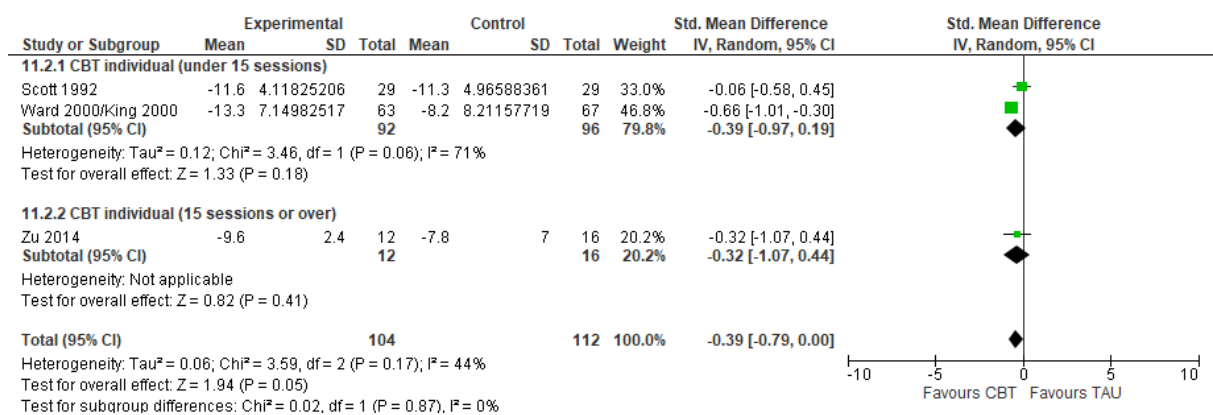 Experimental Control Std. Mean Difference Std. Mean Difference
Study or Subgroup Mean SD Total Mean SD Total Weight IV, Random, 95% CI IV, Random, 95% CI
11.2.1 CBT individual (under 15 sessions)
Scott 1992 -11.6 4.11825206 29 -11.3 4.96588361 29 33.0% -0.06 [-0.58, 0.45]
Ward 2000/King 2000 -13.3 7.14982517 63 -8.2 8.21157719 67 46.8% -0.66 [-1.01, -0.30]
Subtotal (95% CI) 92 96 79.8% -0.39 [-0.97, 0.19]
Heterogeneity: Tau² = 0.12; Chi² = 3.46, df = 1 (P = 0.06); I² = 71%
Test for overall effect: Z = 1.33 (P = 0.18)
11.2.2 CBT individual (15 sessions or over)
Zu 2014 -9.6 2.4 12 -7.8 7 16 20.2% -0.32 [-1.07, 0.44]
Subtotal (95% CI) 12 16 20.2% -0.32 [-1.07, 0.44]
Heterogeneity: Not applicable
Test for overall effect: Z = 0.82 (P = 0.41)
Total (95% CI) 104 112 100.0% -0.39 [-0.79, 0.00]
Heterogeneity: Tau² = 0.06; Chi² = 3.59, df = 2 (P = 0.17); I² = 44%
Test for overall effect: Z = 1.94 (P = 0.05)
Test for subgroup differences: Chi² = 0.02, df = 1 (P = 0.87), I² = 0%
-10 -5 0 5 10
Favours CBT Favours TAU